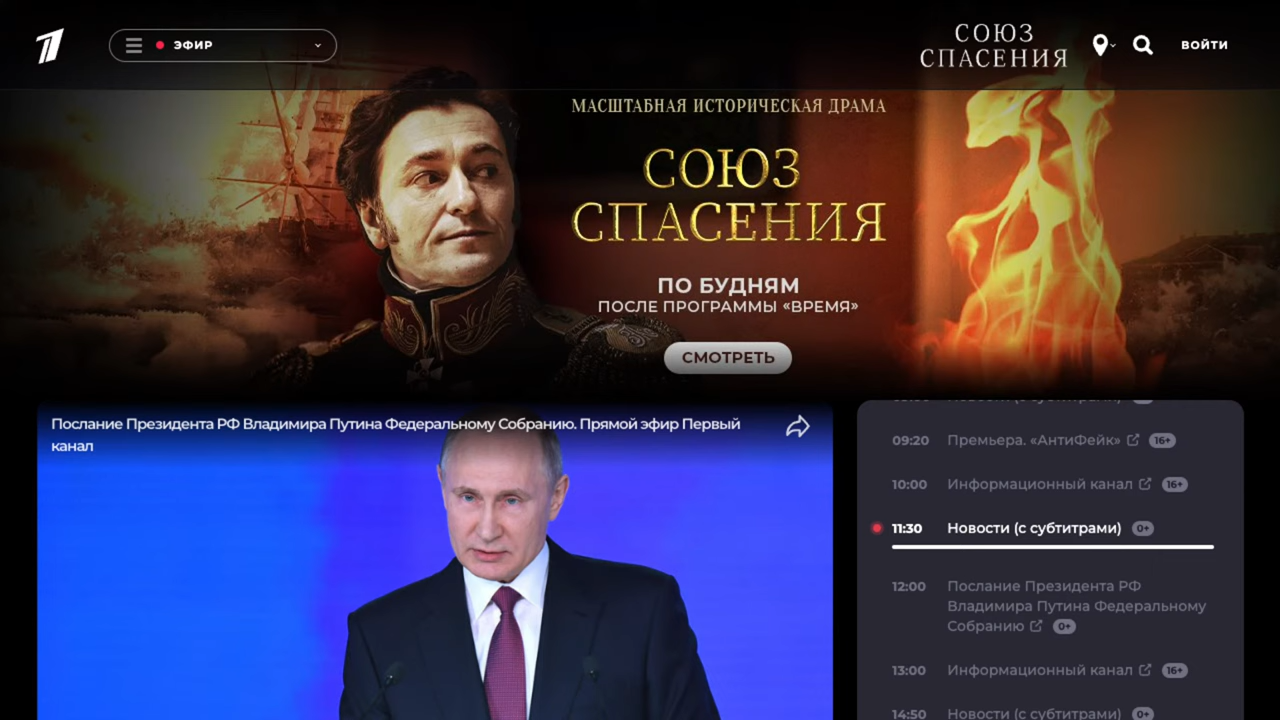 ЭФИР
СОЮЗ
СПАСЕНИЯ
ВОЙТИ
МАСШТАБНАЯ ИСТОРИЧЕСКАЯ ДРАМА
СОЮЗ
СПАСЕНИЯ
ПО БУДНЯМ
ПОСЛЕ ПРОГРАММЫ «ВРЕМЯ»
СМОТРЕТЬ
Послание Президента РФ Владимира Путина Федеральному Собранию. Прямой эфир Первый
канал
09:20 Премьера. «АнтиФейк» 16+
10:00 Информационный канал 16+
11:30 Новости (с субтитрами) 0+
12:00 Послание Президента РФ
Владимира Путина Федеральному
Собранию 0+
13:00 Информационный канал 16+
14:50 Новости (с субтитрами) 0+